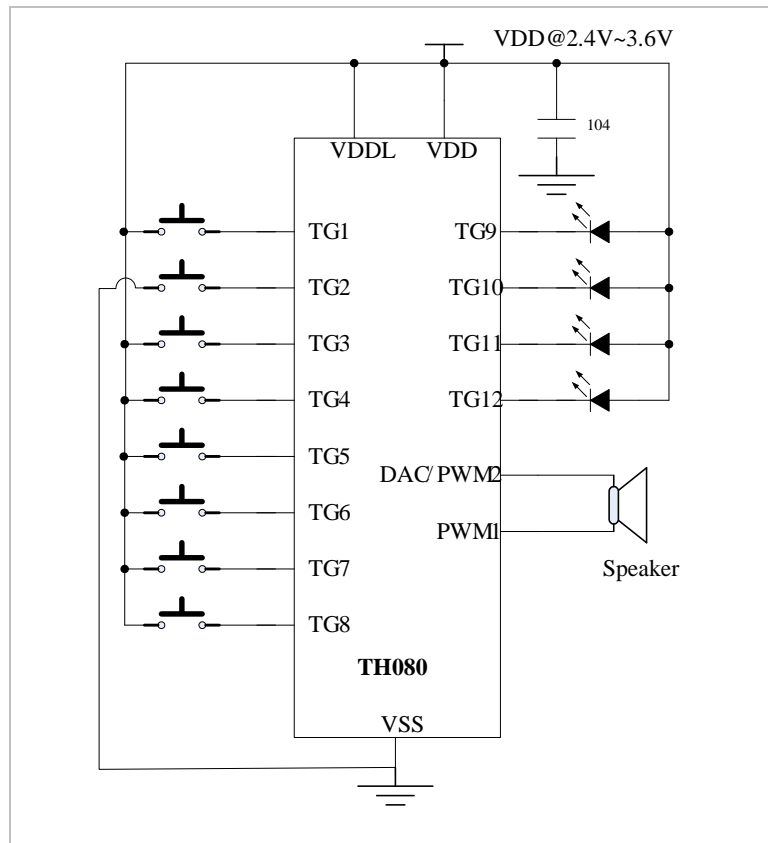 VDD@2.4V~3.6V
104
VDDL VDD
TG1 TG9
TG2 TG10
TG3 TG11
TG4 TG12
TG5
DAC/PWM2
TG6
PWM1
TG7
Speaker
TG8
TH080
VSS